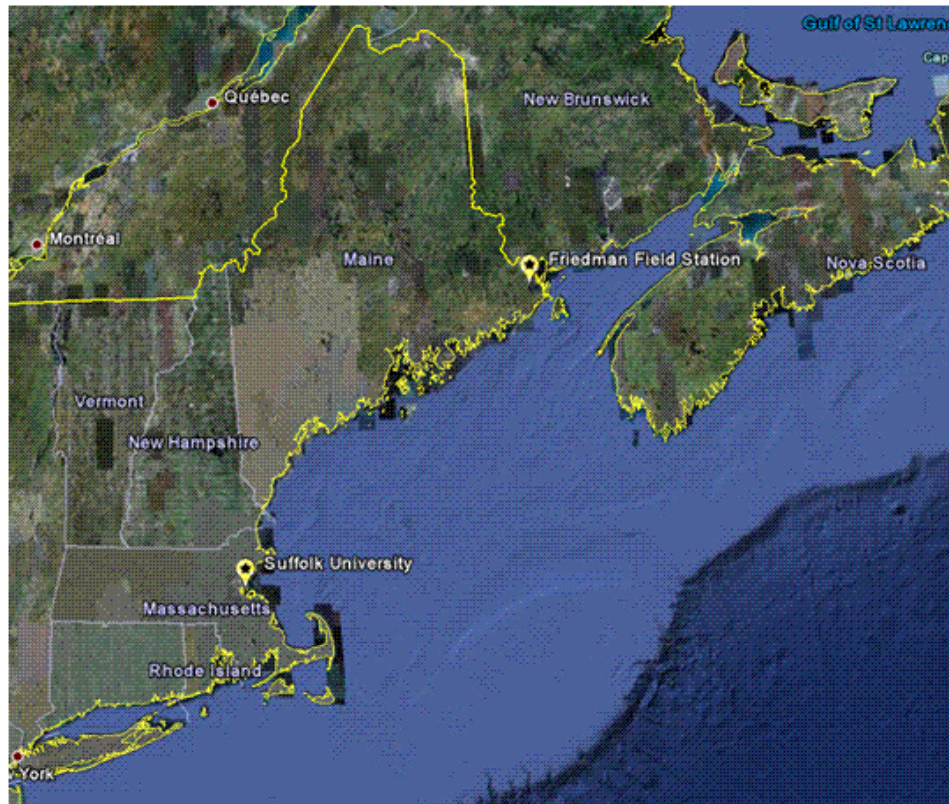 Gulf of St Lawren
Cap
Québec
New Brunswick
Montréal
Maine
Friedman Field Station
Nova Scotia
Vermont
New Hampshire
Suffolk University
Massachusetts
Rhode Island
York